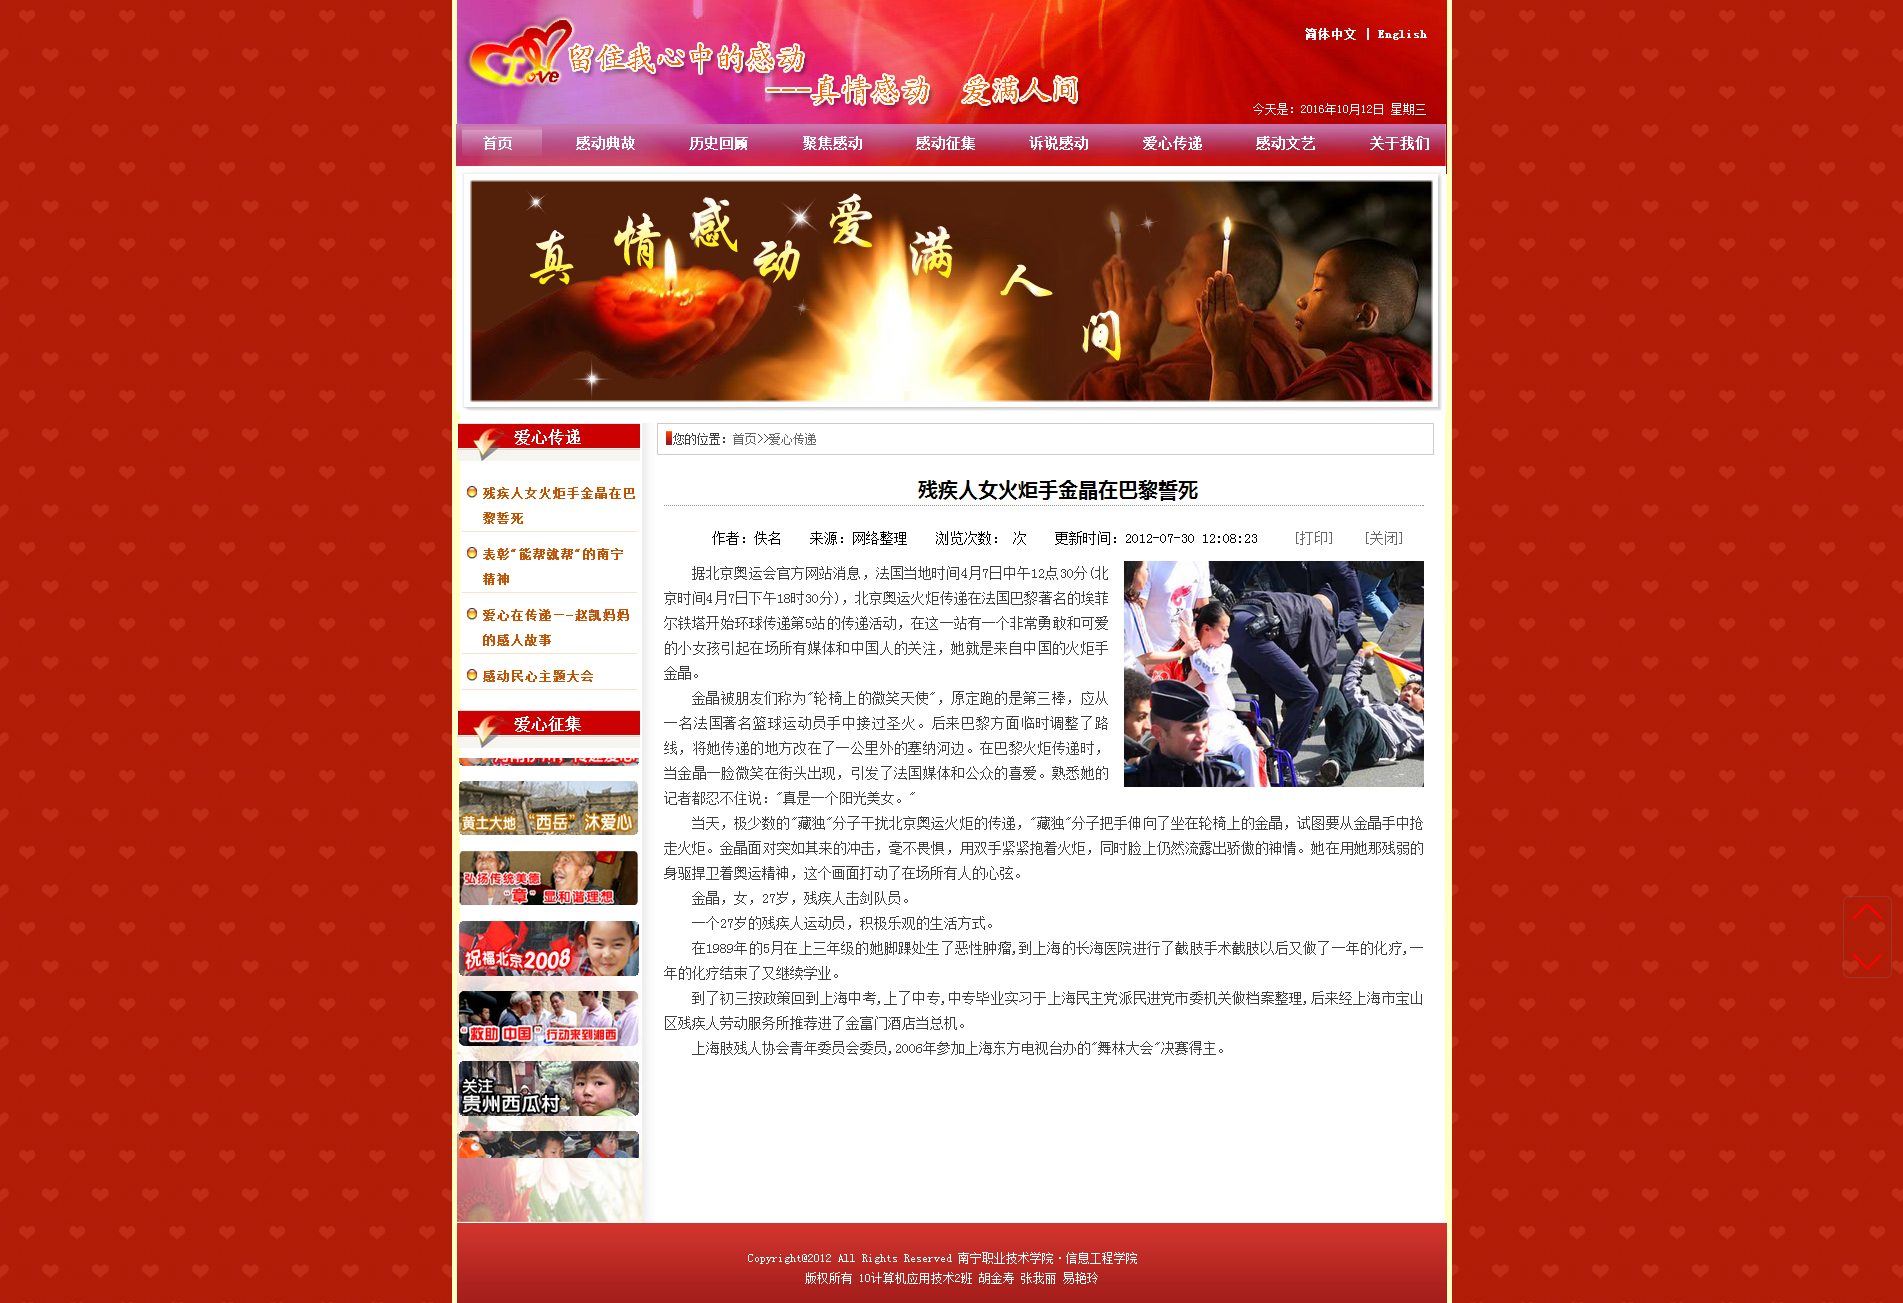 Love
留住我心中的感动
---真情感动 爱满人间
简体中文 | English
今天是：2016年10月12日 星期三
首页 感动典故 历史回顾 聚焦感动 感动征集 诉说感动 爱心传递 感动文艺 关于我们
真情感动爱满人间
爱心传递
残疾人女火炬手金晶在巴
黎誓死
表彰"能帮就帮"的南宁
精神
爱心在传递——赵凯妈妈
的感人故事
感动民心主题大会
爱心征集
黄土大地 “西岳” 沐爱心
弘扬传统美德
“章”显和谐理想
祝福北京2008
“救助 中国”行动来到湘西
关注
贵州西瓜村
您的位置：首页>>爱心传递
残疾人女火炬手金晶在巴黎誓死
作者：佚名 来源：网络整理 浏览次数： 次 更新时间：2012-07-30 12:08:23 [打印] [关闭]
据北京奥运会官方网站消息，法国当地时间4月7日中午12点30分(北
京时间4月7日下午18时30分)，北京奥运火炬传递在法国巴黎著名的埃菲
尔铁塔开始环球传递第5站的传递活动，在这一站有一个非常勇敢和可爱
的小女孩引起在场所有媒体和中国人的关注，她就是来自中国的火炬手
金晶。
金晶被朋友们称为"轮椅上的微笑天使"，原定跑的是第三棒，应从
一名法国著名篮球运动员手中接过圣火。后来巴黎方面临时调整了路
线，将她传递的地方改在了一公里外的塞纳河边。在巴黎火炬传递时，
当金晶一脸微笑在街头出现，引发了法国媒体和公众的喜爱。熟悉她的
记者都忍不住说："真是一个阳光美女。"
当天，极少数的"藏独"分子干扰北京奥运火炬的传递，"藏独"分子把手伸向了坐在轮椅上的金晶，试图要从金晶手中抢
走火炬。金晶面对突如其来的冲击，毫不畏惧，用双手紧紧抱着火炬，同时脸上仍然流露出骄傲的神情。她在用她那残弱的
身驱捍卫着奥运精神，这个画面打动了在场所有人的心弦。
金晶，女，27岁，残疾人击剑队员。
一个27岁的残疾人运动员，积极乐观的生活方式。
在1989年的5月在上三年级的她脚踝处生了恶性肿瘤,到上海的长海医院进行了截肢手术截肢以后又做了一年的化疗,一
年的化疗结束了又继续学业。
到了初三按政策回到上海中考,上了中专,中专毕业实习于上海民主党派民进党市委机关做档案整理,后来经上海市宝山
区残疾人劳动服务所推荐进了金富门酒店当总机。
上海肢残人协会青年委员会委员,2006年参加上海东方电视台办的"舞林大会"决赛得主。
Copyright@2012 All Rights Reserved 南宁职业技术学院·信息工程学院
版权所有 10计算机应用技术2班 胡金寿 张我丽 易艳玲